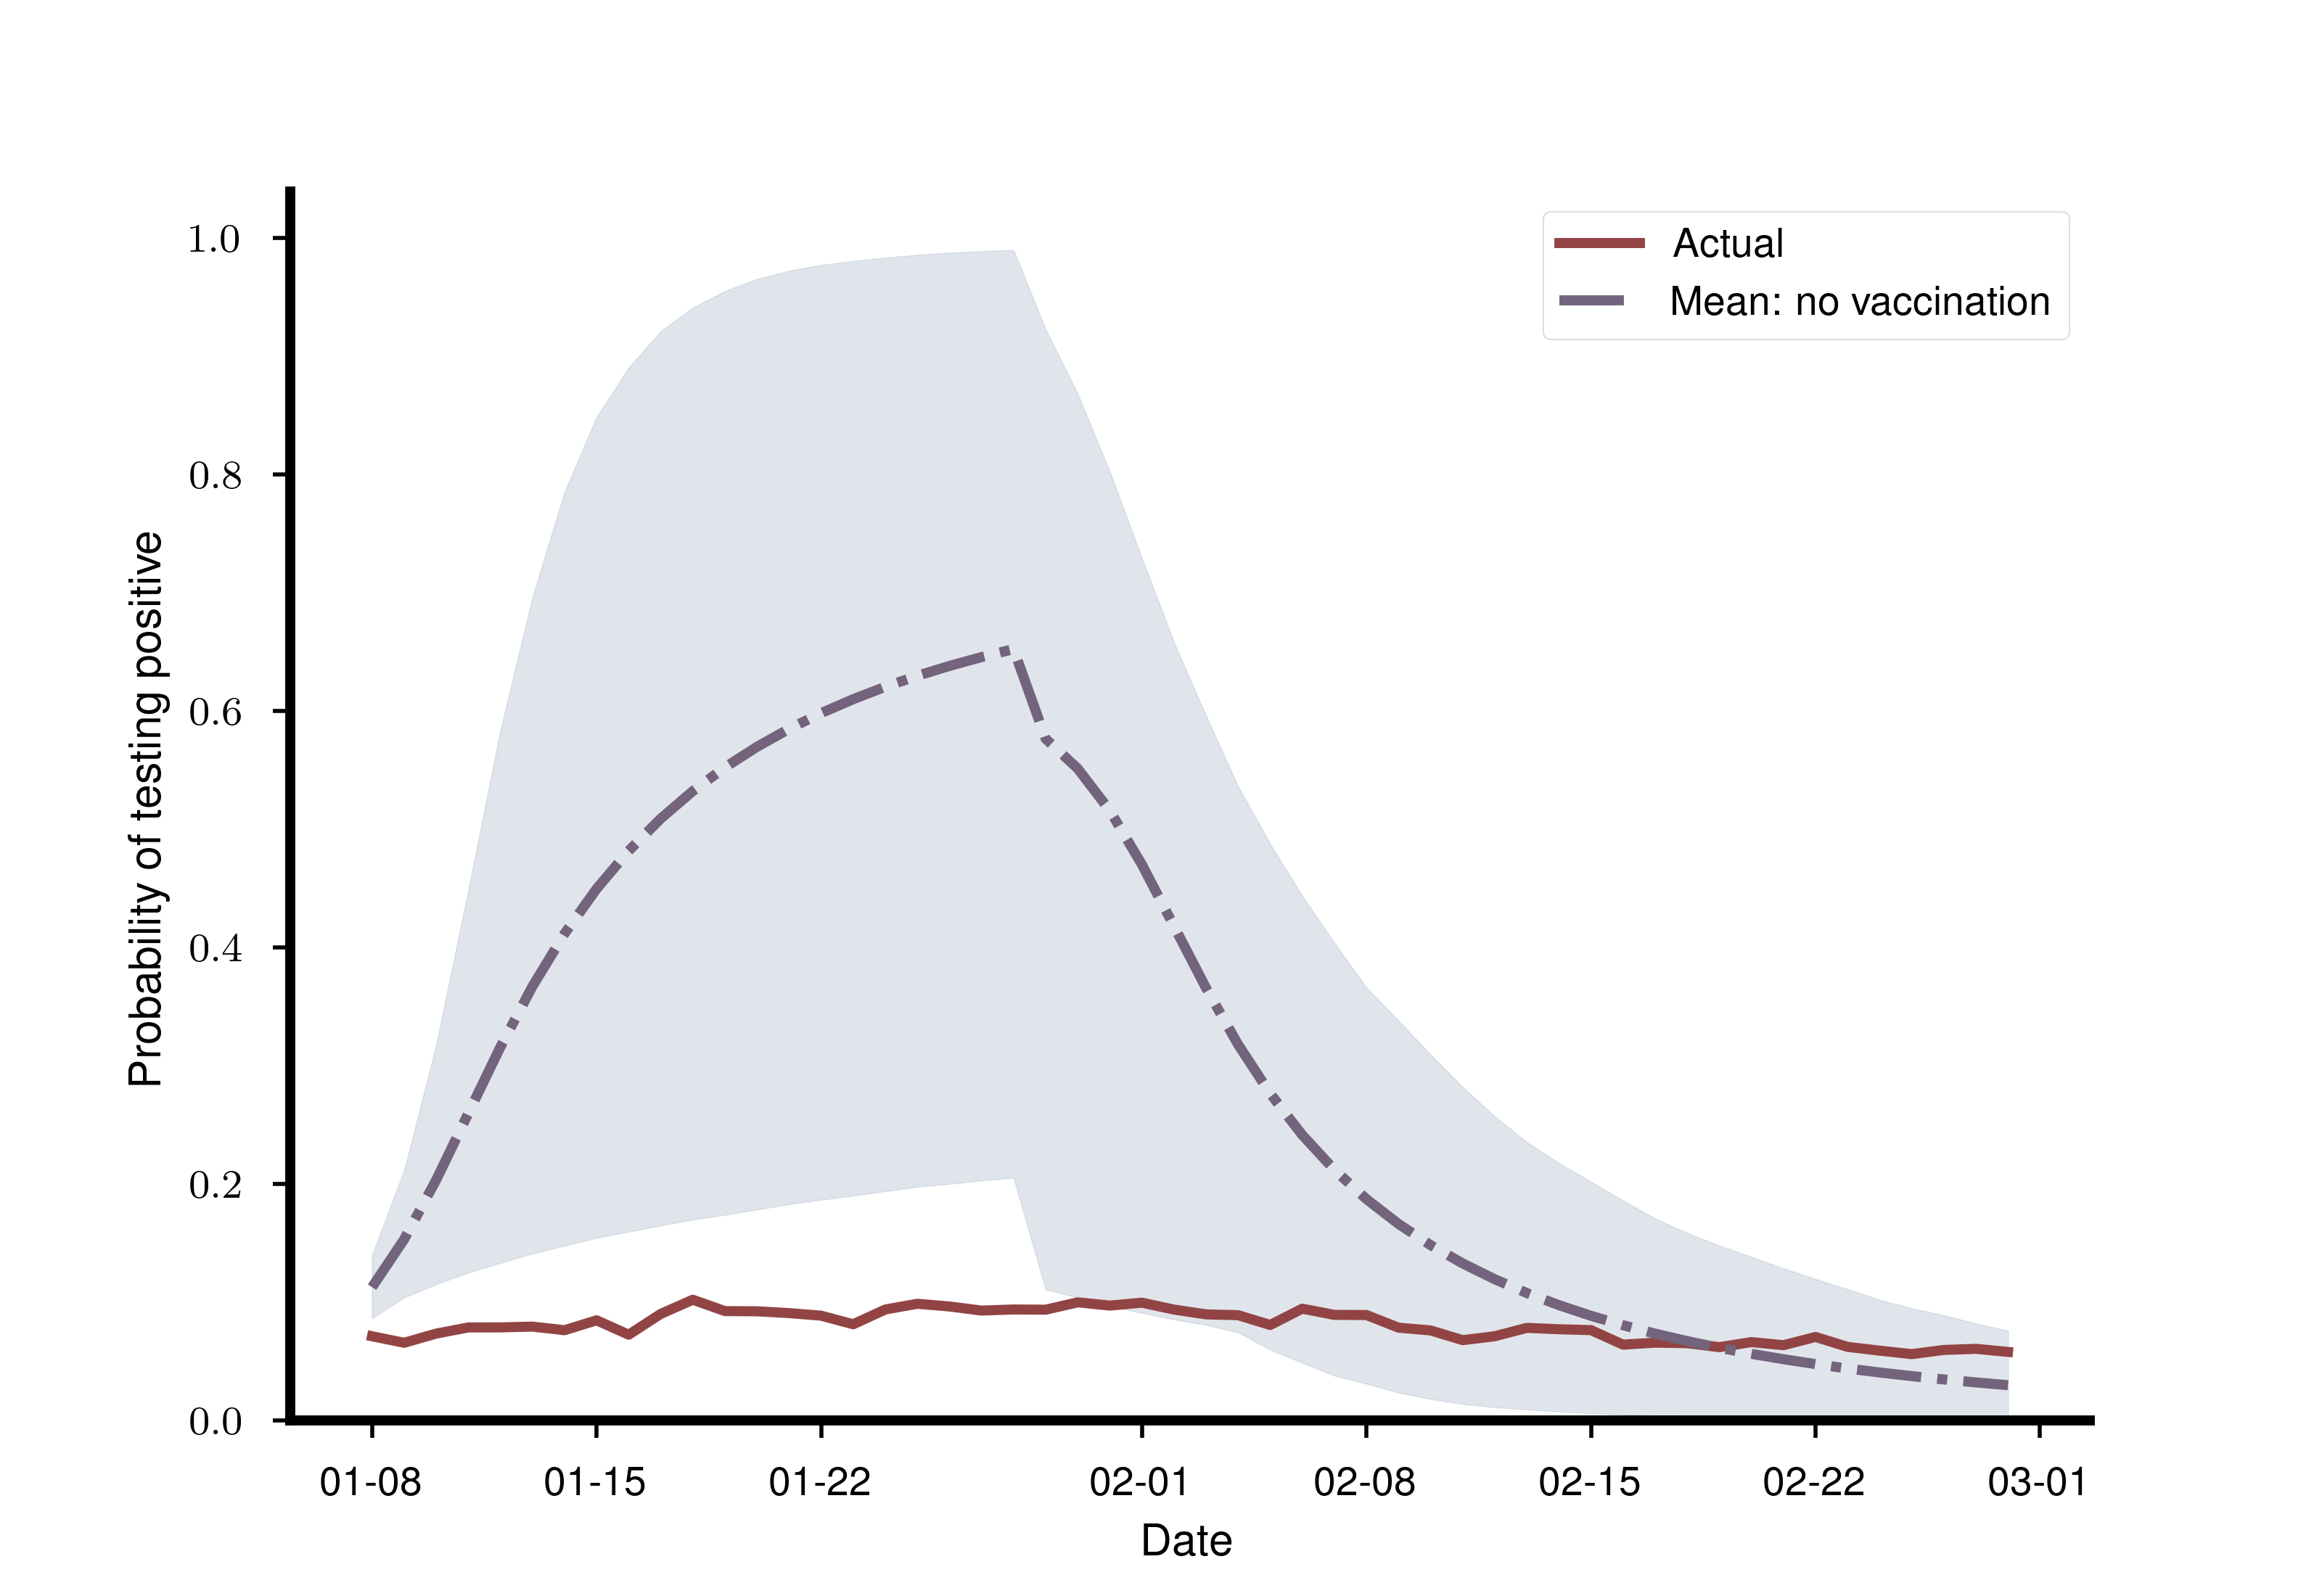 Actual
Mean: no vaccination
1.0
0.8
0.6
0.4
0.2
0.0
Probability of testing positive
01-08 01-15 01-22 02-01 02-08 02-15 02-22 03-01
Date